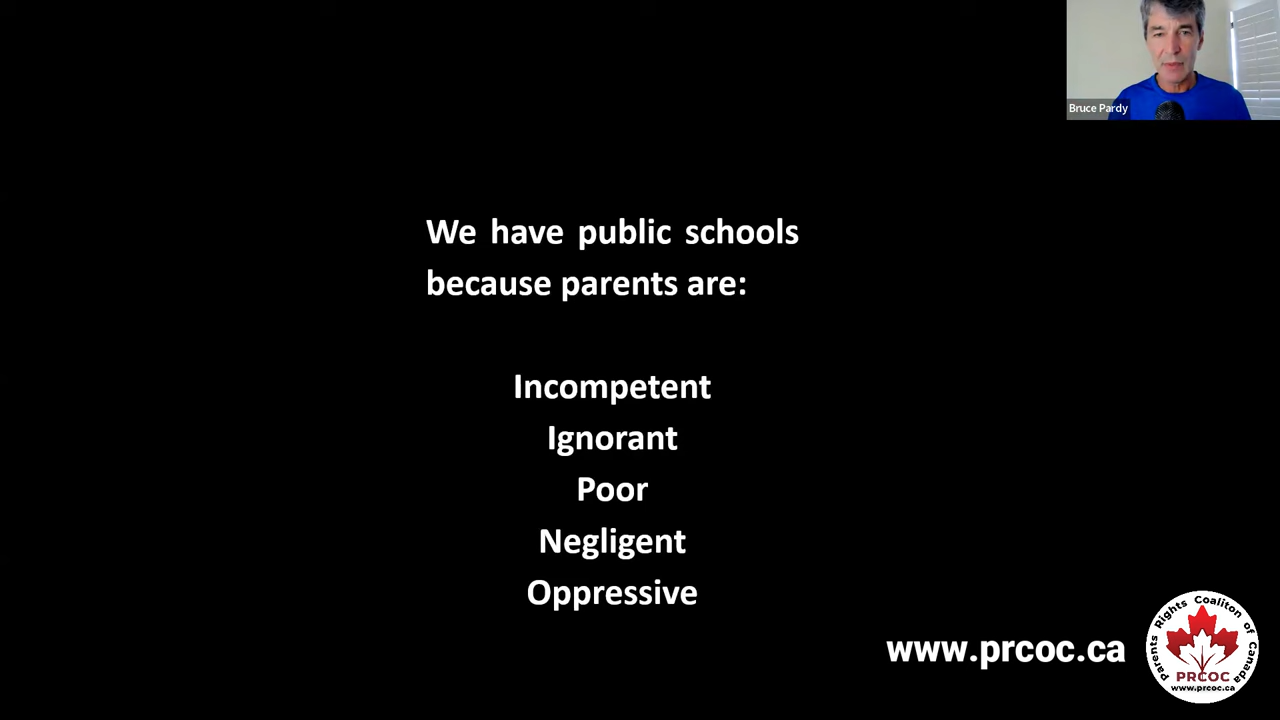 Bruce Pardy
We have public schools
because parents are:
Incompetent
Ignorant
Poor
Negligent
Oppressive
www.prcoc.ca
Parents Rights Coaliton of Canada
PRCOC
www.prcoc.ca